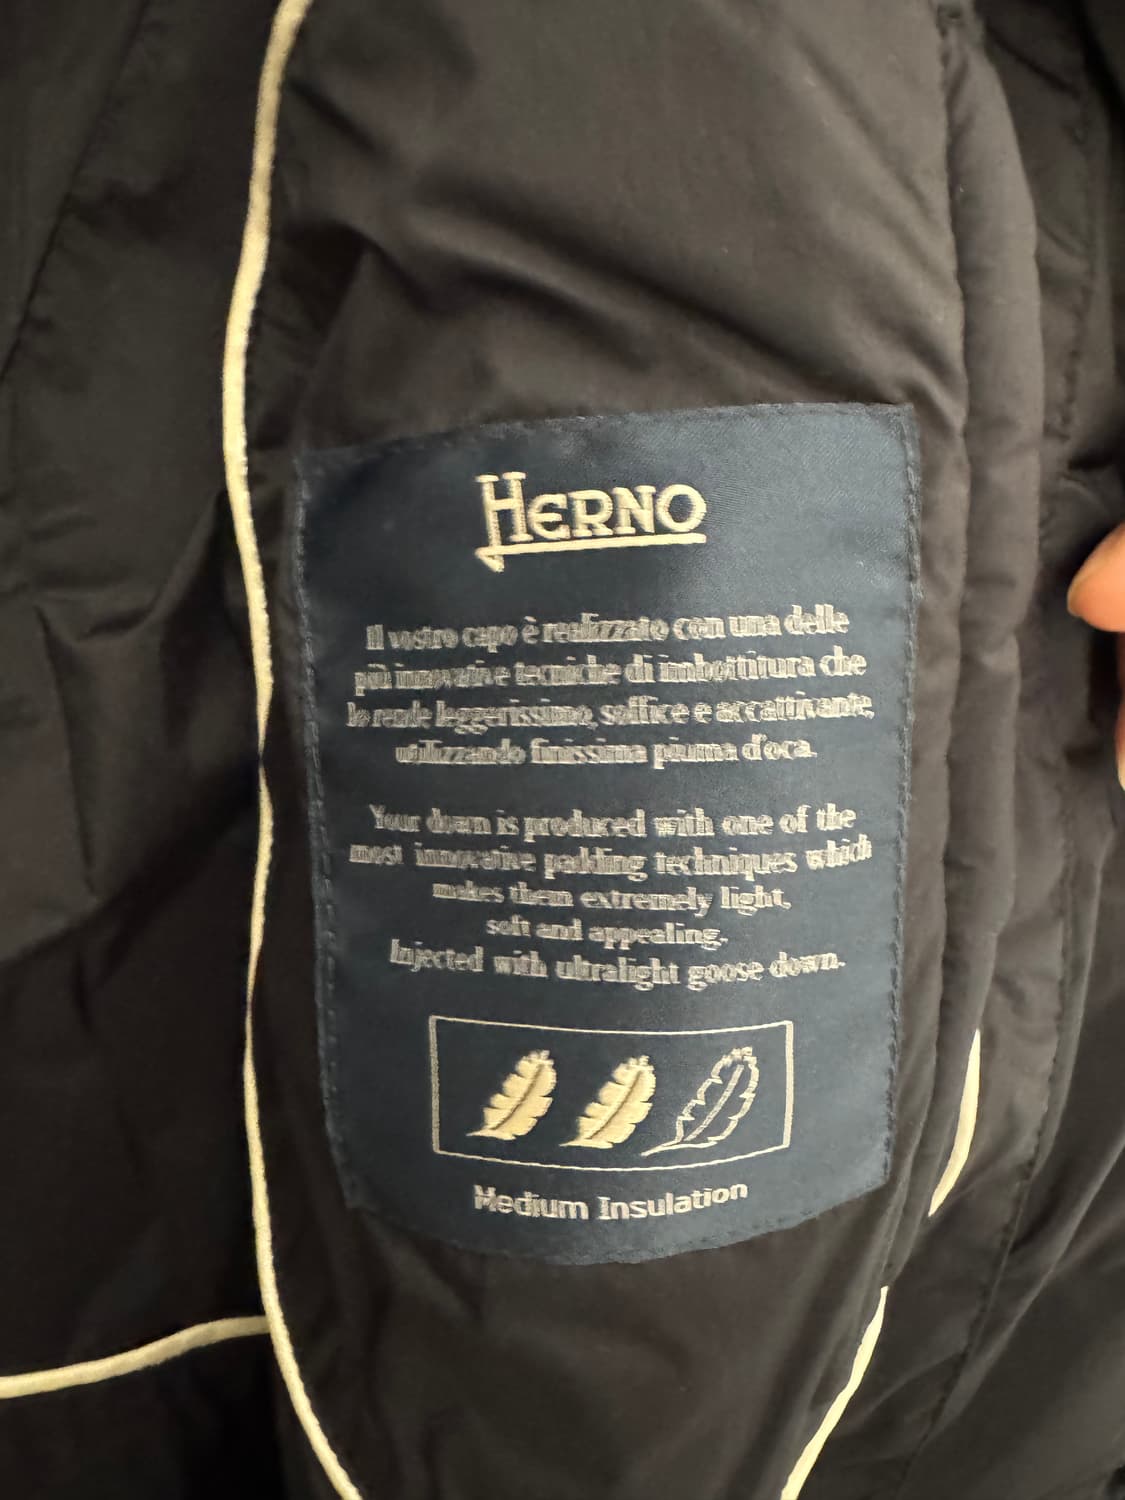 HERNO
Il vostro capo è realizzato con una delle
più innovative tecniche di imbottitura che
lo rende leggerissimo, soffice e accattivante,
utilizzando finissima piuma d'oca.
Your down is produced with one of the
most innovative padding techniques which
makes them extremely light,
soft and appealing.
Injected with ultralight goose down.
Medium Insulation